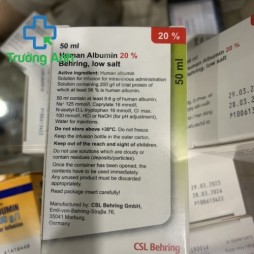 Trường Anh
50 ml
20 %
Human Albumin 20 %
Behring, low salt
50 ml
Active ingredient: Human albumin
Solution for infusion for intravenous administration
Solution containing 200 g/l of total protein of
which at least 96 % is human albumin.
50 ml contain at least 9.6 g of human albumin.
Na⁺ 125 mmol/l, Caprylate 16 mmol/l,
N-acetyl-D,L-tryptophan 16 mmol/l, Cl⁻ max.
100 mmol/l, HCl or NaOH (for pH adjustment),
Water for injections.
Do not store above +30°C. Do not freeze.
Keep the infusion bottle in the outer carton.
Keep out of the reach and sight of children.
Do not use solutions which are cloudy or
contain residues (deposits/particles).
Once the container has been opened, the
contents have to be used immediately.
Any unused product must be discarded
appropriately.
Read package insert carefully!
Manufactured by: CSL Behring GmbH,
Emil-von-Behring-Straße 76,
35041 Marburg,
Germany
CSL Behring